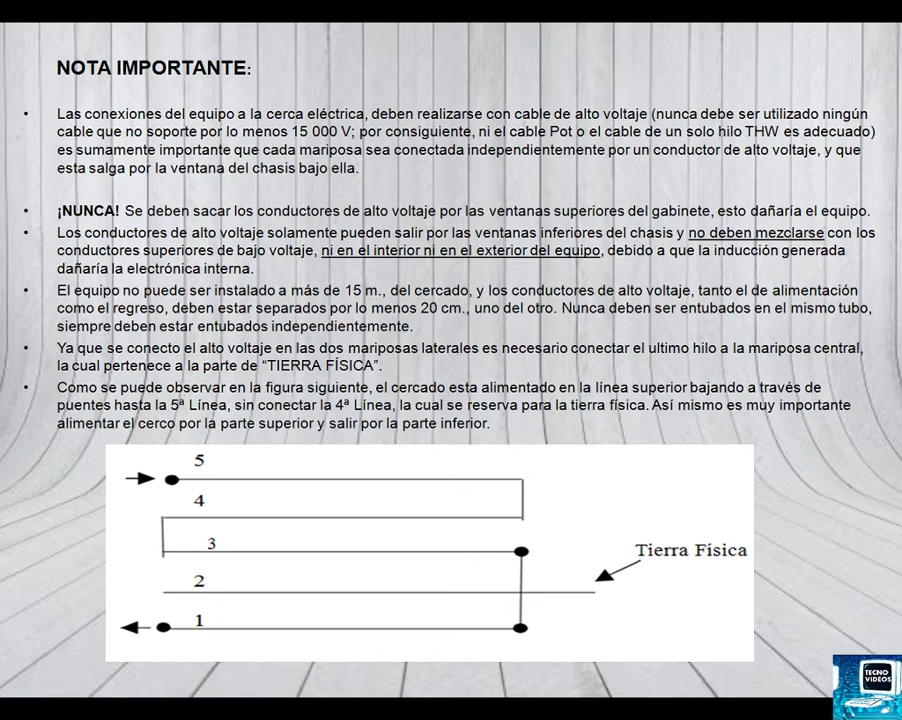 NOTA IMPORTANTE:
• Las conexiones del equipo a la cerca eléctrica, deben realizarse con cable de alto voltaje (nunca debe ser utilizado ningún
cable que no soporte por lo menos 15 000 V; por consiguiente, ni el cable Pot o el cable de un solo hilo THW es adecuado)
es sumamente importante que cada mariposa sea conectada independientemente por un conductor de alto voltaje, y que
esta salga por la ventana del chasis bajo ella.
• ¡NUNCA! Se deben sacar los conductores de alto voltaje por las ventanas superiores del gabinete, esto dañaría el equipo.
• Los conductores de alto voltaje solamente pueden salir por las ventanas inferiores del chasis y no deben mezclarse con los
conductores superiores de bajo voltaje, ni en el interior ni en el exterior del equipo, debido a que la inducción generada
dañaría la electrónica interna.
• El equipo no puede ser instalado a más de 15 m., del cercado, y los conductores de alto voltaje, tanto el de alimentación
como el regreso, deben estar separados por lo menos 20 cm., uno del otro. Nunca deben ser entubados en el mismo tubo,
siempre deben estar entubados independientemente.
• Ya que se conecto el alto voltaje en las dos mariposas laterales es necesario conectar el ultimo hilo a la mariposa central,
la cual pertenece a la parte de “TIERRA FÍSICA”.
• Como se puede observar en la figura siguiente, el cercado esta alimentado en la línea superior bajando a través de
puentes hasta la 5ª Línea, sin conectar la 4ª Línea, la cual se reserva para la tierra física. Así mismo es muy importante
alimentar el cerco por la parte superior y salir por la parte inferior.
5
4
3
Tierra Física
2
1
TECNO
VIDEOS